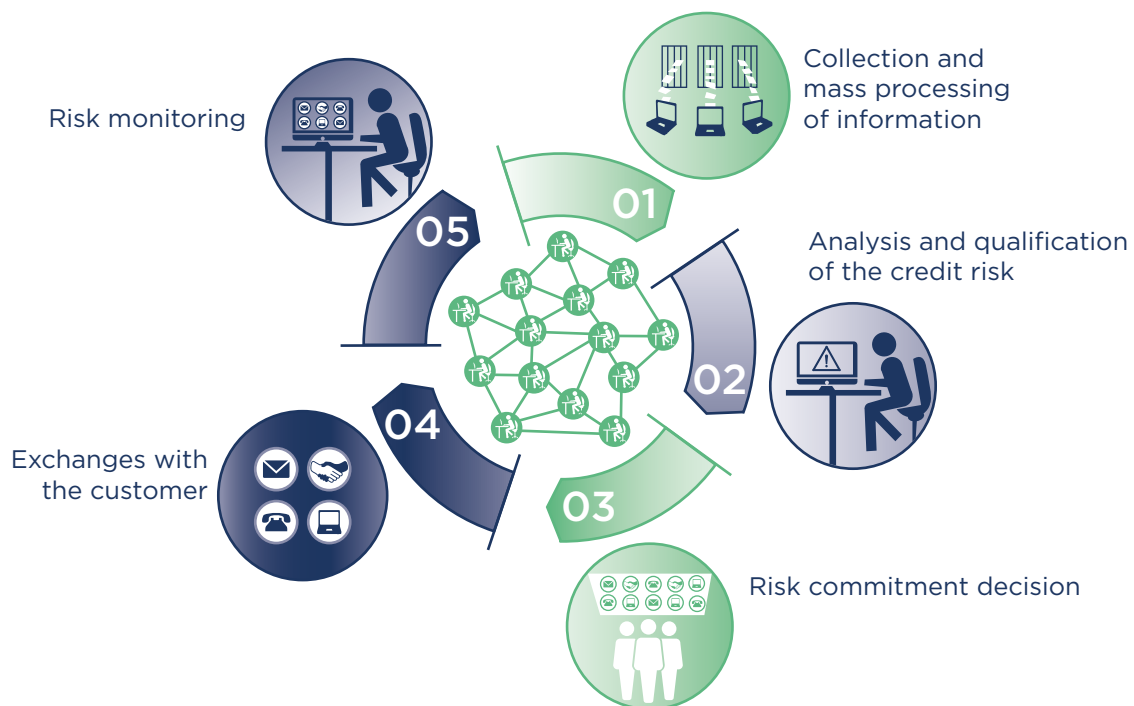 01
Collection and
mass processing
of information
02
Analysis and qualification
of the credit risk
03
Risk commitment decision
04
Exchanges with
the customer
05
Risk monitoring